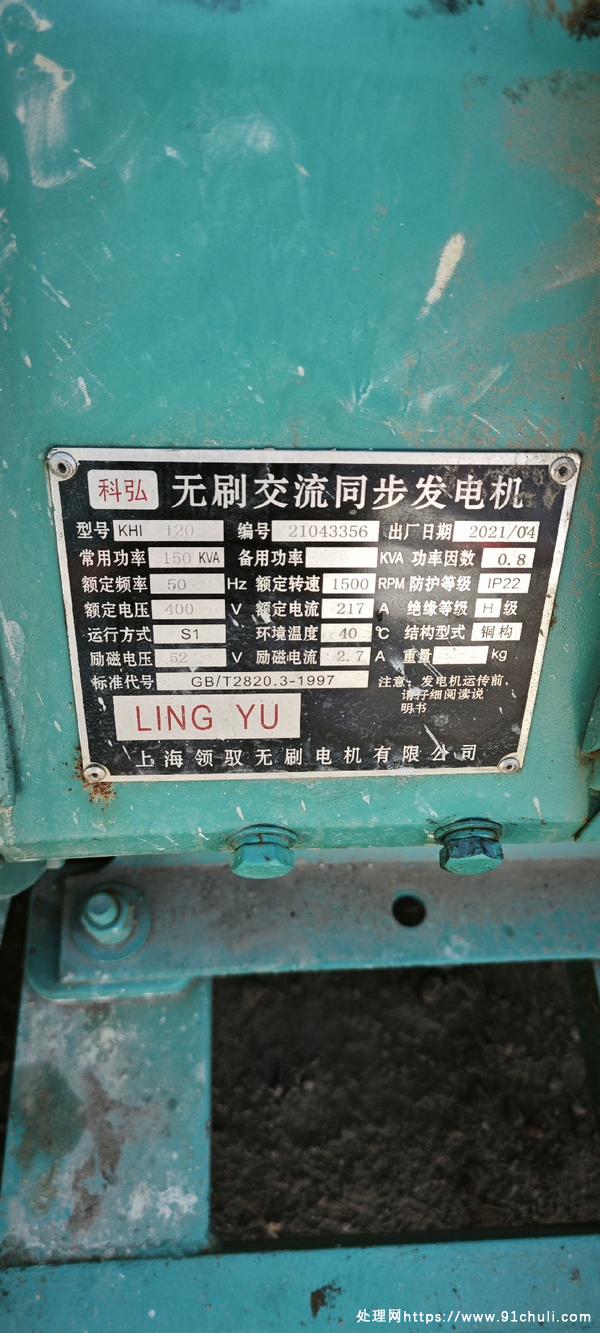 科弘 无刷交流同步发电机
型号 KHI 120 编号 21043356 出厂日期 2021/04
常用功率 150 KVA 备用功率 KVA 功率因数 0.8
额定频率 50 Hz 额定转速 1500 RPM 防护等级 IP22
额定电压 400 V 额定电流 217 A 绝缘等级 H 级
运行方式 S1 环境温度 40 ℃ 结构型式 铜构
励磁电压 52 V 励磁电流 2.7 A 重量 kg
标准代号 GB/T2820.3-1997 注意:发电机运传前,
请仔细阅读说
明书
LING YU
上海领驭无刷电机有限公司
处理网https://www.91chuli.com